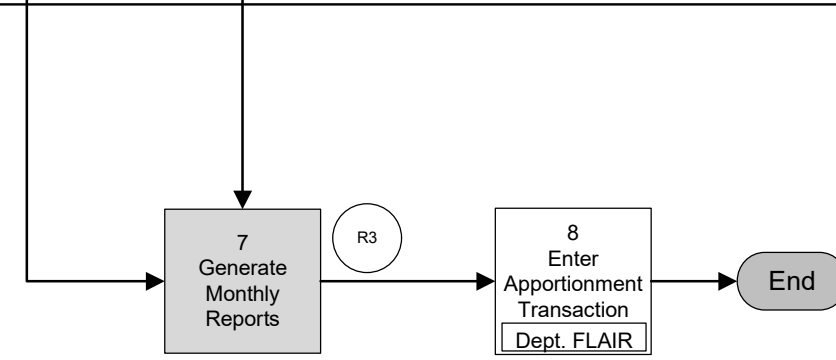 7
Generate
Monthly
Reports
R3
8
Enter
Apportionment
Transaction
Dept. FLAIR
End